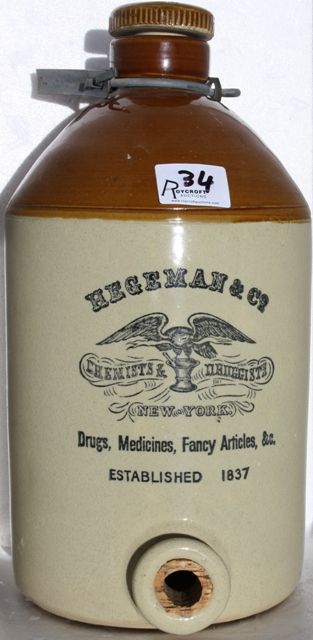 34
ROYCROFT
AUCTIONS
HEGEMAN & Co
CHEMISTS & DRUGGISTS
NEW-YORK
Drugs, Medicines, Fancy Articles, &c.
ESTABLISHED 1837